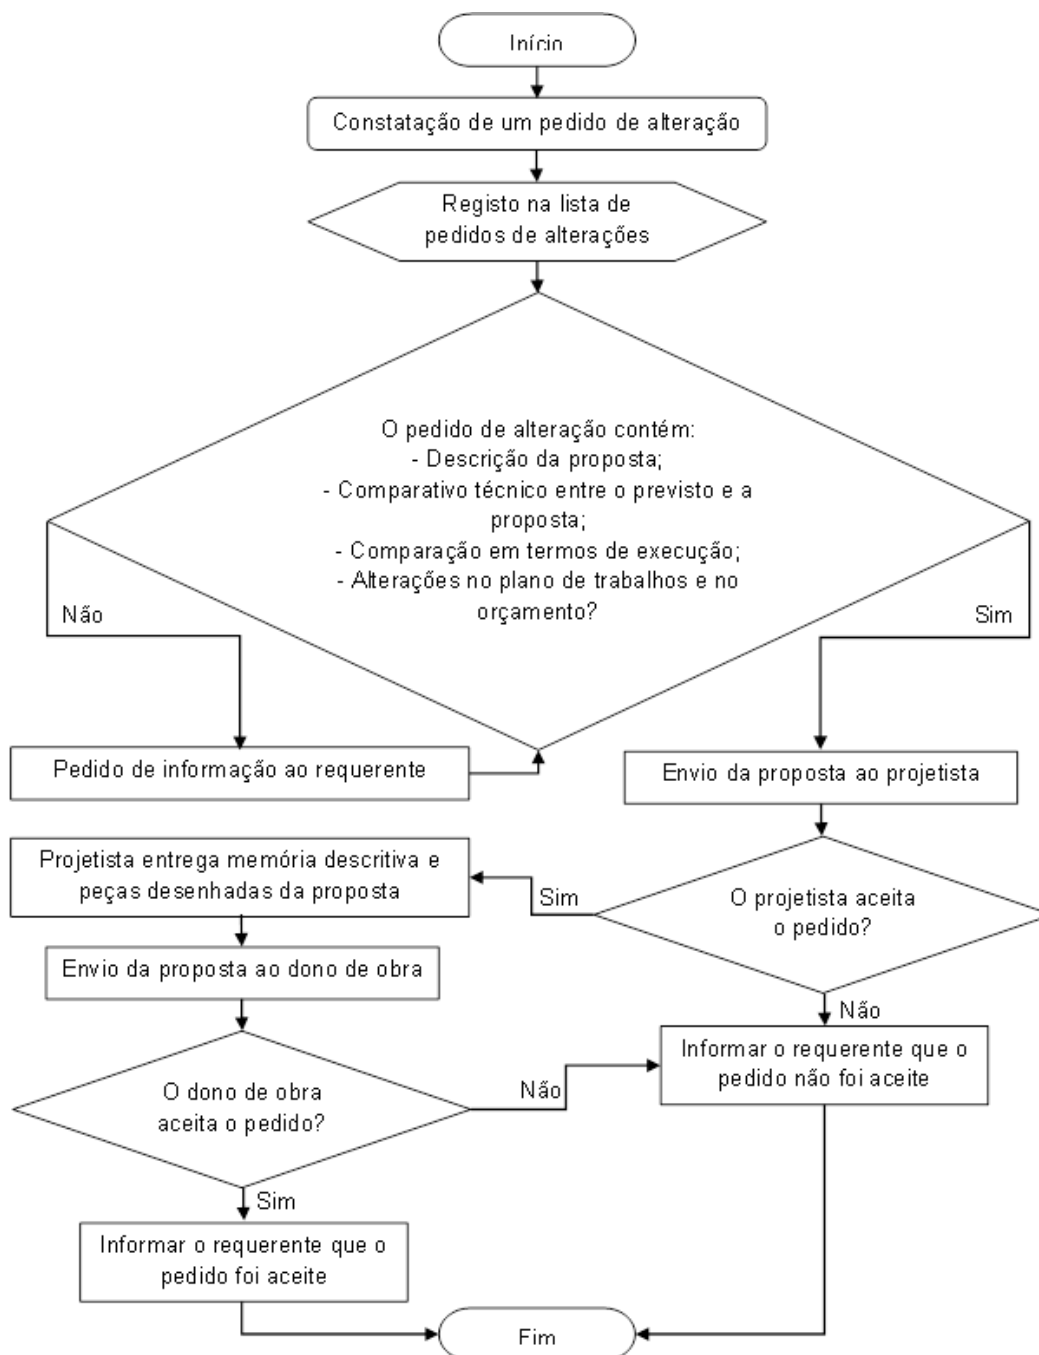 Início
Constatação de um pedido de alteração
Registo na lista de
pedidos de alterações
O pedido de alteração contém:
- Descrição da proposta;
- Comparativo técnico entre o previsto e a
proposta;
- Comparação em termos de execução;
- Alterações no plano de trabalhos e no
orçamento?
Não
Sim
Pedido de informação ao requerente
Envio da proposta ao projetista
Projetista entrega memória descritiva e
peças desenhadas da proposta
Sim
O projetista aceita
o pedido?
Envio da proposta ao dono de obra
Não
Informar o requerente que o
pedido não foi aceite
O dono de obra
aceita o pedido?
Não
Sim
Informar o requerente que o
pedido foi aceite
Fim